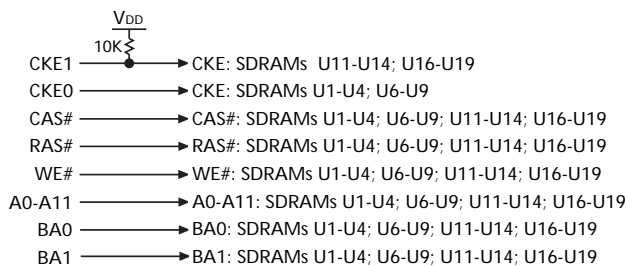 VDD
10K
CKE1 CKE: SDRAMs U11-U14; U16-U19
CKE0 CKE: SDRAMs U1-U4; U6-U9
CAS# CAS#: SDRAMs U1-U4; U6-U9; U11-U14; U16-U19
RAS# RAS#: SDRAMs U1-U4; U6-U9; U11-U14; U16-U19
WE# WE#: SDRAMs U1-U4; U6-U9; U11-U14; U16-U19
A0-A11 A0-A11: SDRAMs U1-U4; U6-U9; U11-U14; U16-U19
BA0 BA0: SDRAMs U1-U4; U6-U9; U11-U14; U16-U19
BA1 BA1: SDRAMs U1-U4; U6-U9; U11-U14; U16-U19